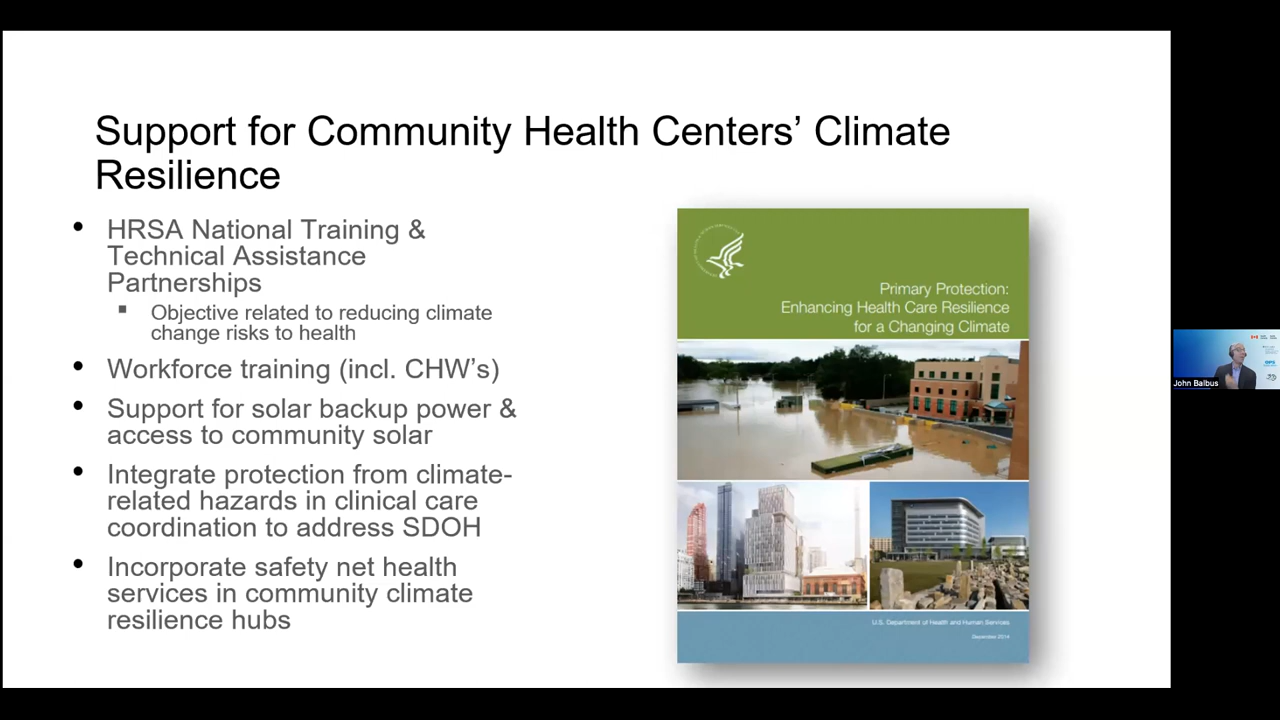 Support for Community Health Centers’ Climate
Resilience
• HRSA National Training &
Technical Assistance
Partnerships
▪ Objective related to reducing climate
change risks to health
• Workforce training (incl. CHW’s)
• Support for solar backup power &
access to community solar
• Integrate protection from climate-
related hazards in clinical care
coordination to address SDOH
• Incorporate safety net health
services in community climate
resilience hubs
Primary Protection:
Enhancing Health Care Resilience
for a Changing Climate
U.S. Department of Health and Human Services
December 2014
John Balbus